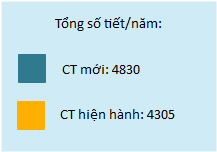 Tổng số tiết/năm:
CT mới: 4830
CT hiện hành: 4305